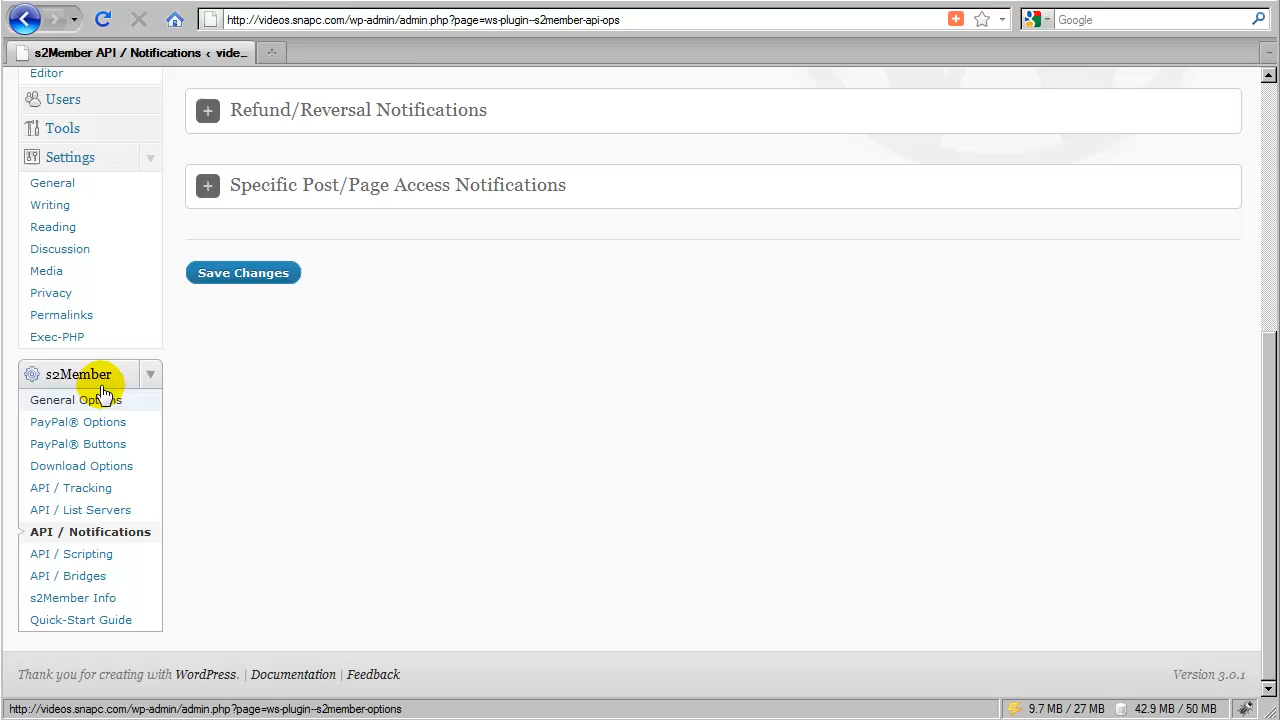 http://videos.snapc.com/wp-admin/admin.php?page=ws-plugin--s2member-api-ops
Google
s2Member API / Notifications ‹ vide...
Editor
Users
Tools
Settings
General
Writing
Reading
Discussion
Media
Privacy
Permalinks
Exec-PHP
s2Member
General Options
PayPal® Options
PayPal® Buttons
Download Options
API / Tracking
API / List Servers
API / Notifications
API / Scripting
API / Bridges
s2Member Info
Quick-Start Guide
Refund/Reversal Notifications
Specific Post/Page Access Notifications
Save Changes
Thank you for creating with WordPress. | Documentation | Feedback
Version 3.0.1
http://videos.snapc.com/wp-admin/admin.php?page=ws-plugin--s2member-options
9.7 MB / 27 MB
42.9 MB / 50 MB